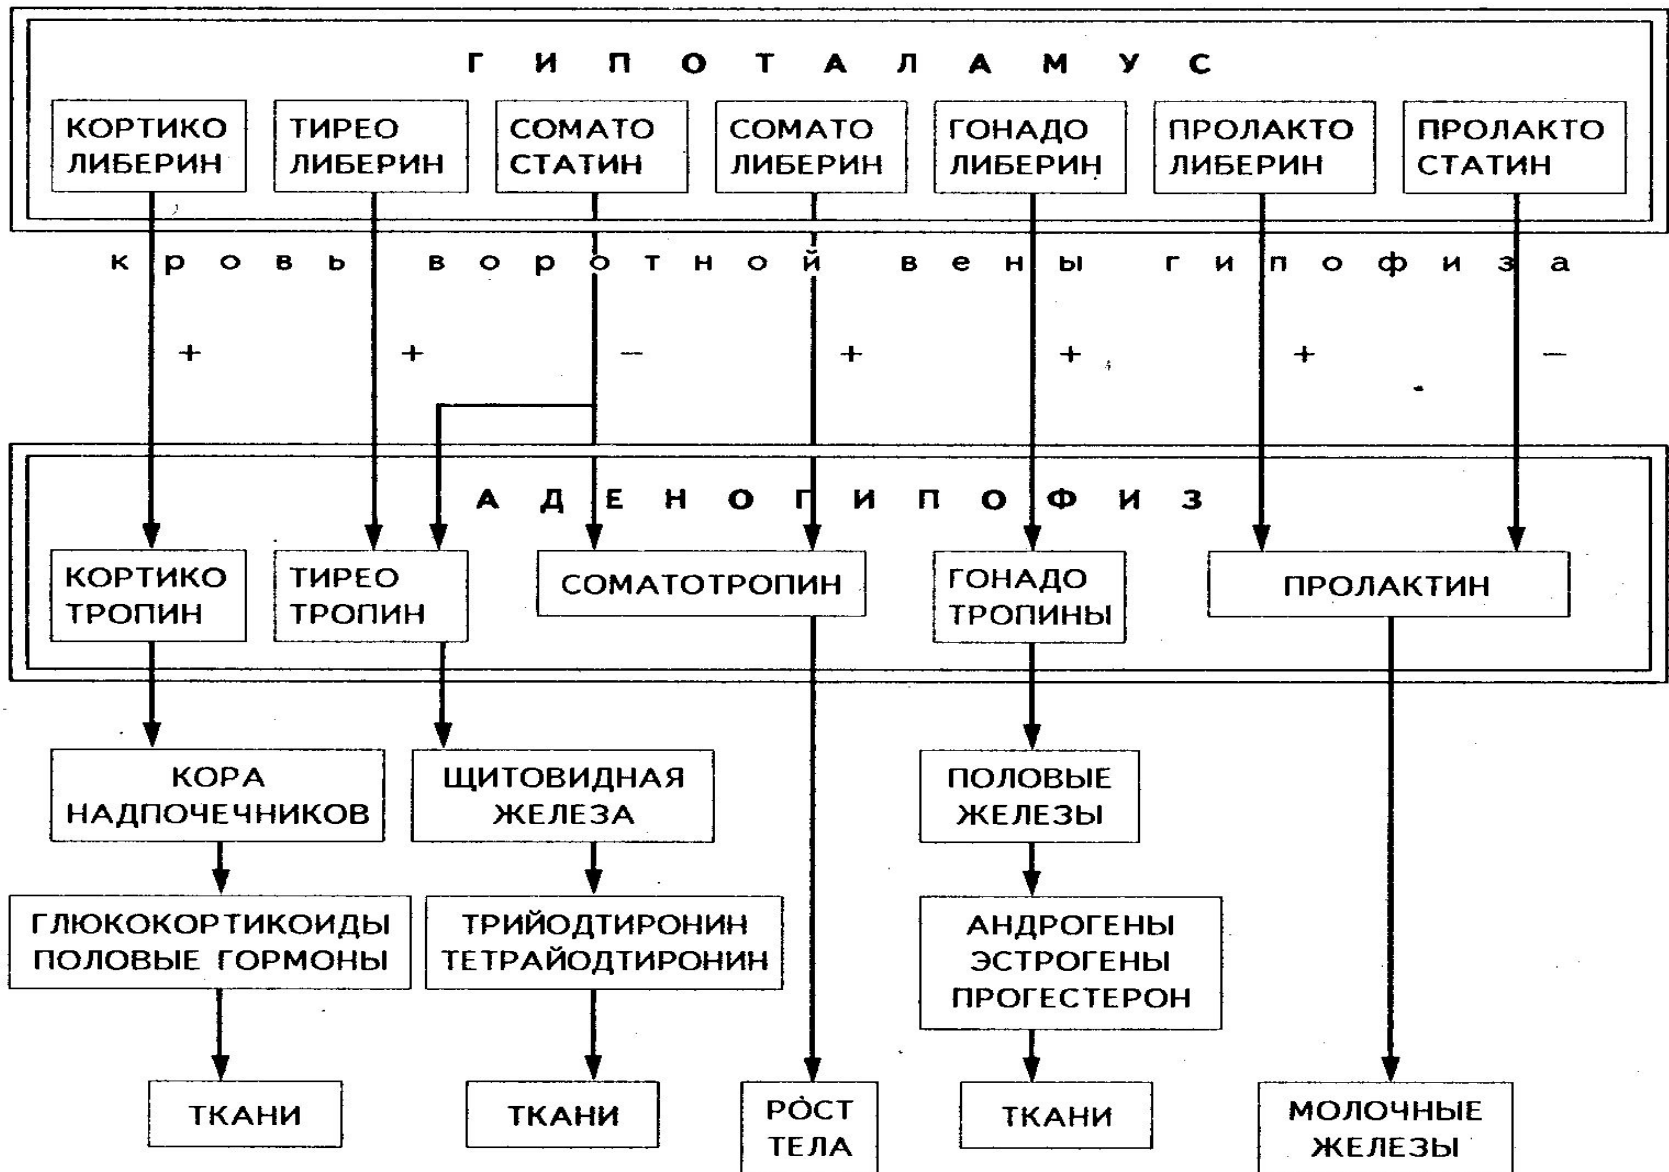 ГИПОТАЛАМУС
КОРТИКО
ЛИБЕРИН
ТИРЕО
ЛИБЕРИН
СОМАТО
СТАТИН
СОМАТО
ЛИБЕРИН
ГОНАДО
ЛИБЕРИН
ПРОЛАКТО
ЛИБЕРИН
ПРОЛАКТО
СТАТИН
кровь воротной вены гипофиза
+ + − + + + −
АДЕНОГИПОФИЗ
КОРТИКО
ТРОПИН
ТИРЕО
ТРОПИН
СОМАТОТРОПИН
ГОНАДО
ТРОПИНЫ
ПРОЛАКТИН
КОРА
НАДПОЧЕЧНИКОВ
ЩИТОВИДНАЯ
ЖЕЛЕЗА
ПОЛОВЫЕ
ЖЕЛЕЗЫ
ГЛЮКОКОРТИКОИДЫ
ПОЛОВЫЕ ГОРМОНЫ
ТРИЙОДТИРОНИН
ТЕТРАЙОДТИРОНИН
АНДРОГЕНЫ
ЭСТРОГЕНЫ
ПРОГЕСТЕРОН
ТКАНИ
ТКАНИ
РОСТ
ТЕЛА
ТКАНИ
МОЛОЧНЫЕ
ЖЕЛЕЗЫ